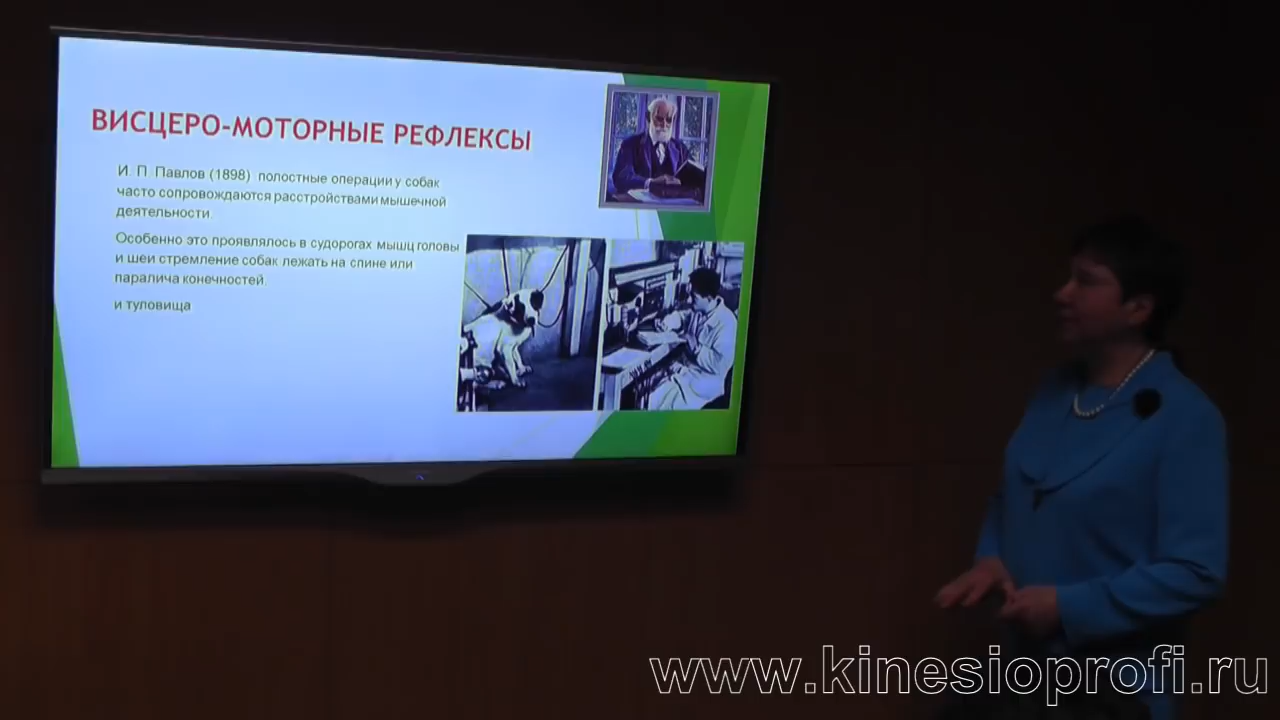 ВИСЦЕРО-МОТОРНЫЕ РЕФЛЕКСЫ
И. П. Павлов (1898) полостные операции у собак
часто сопровождаются расстройствами мышечной
деятельности.
Особенно это проявлялось в судорогах мышц головы
и шеи стремление собак лежать на спине или
паралича конечностей.
и туловища
www.kinesioprofi.ru